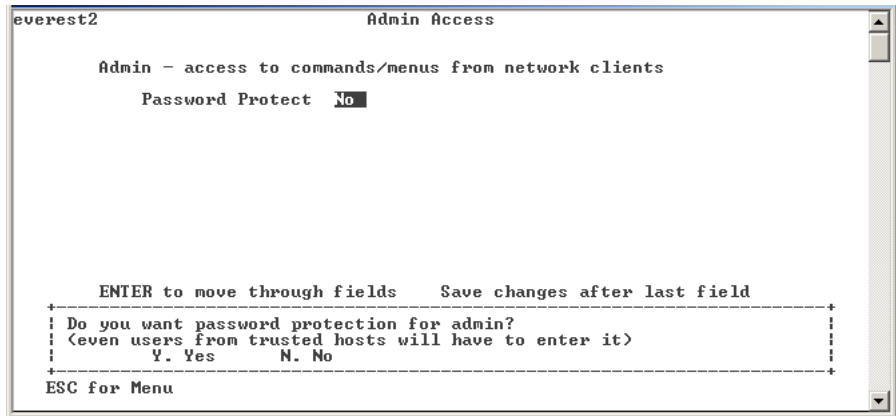 everest2 Admin Access
Admin - access to commands/menus from network clients
Password Protect No
ENTER to move through fields Save changes after last field
Do you want password protection for admin?
(even users from trusted hosts will have to enter it)
Y. Yes N. No
ESC for Menu